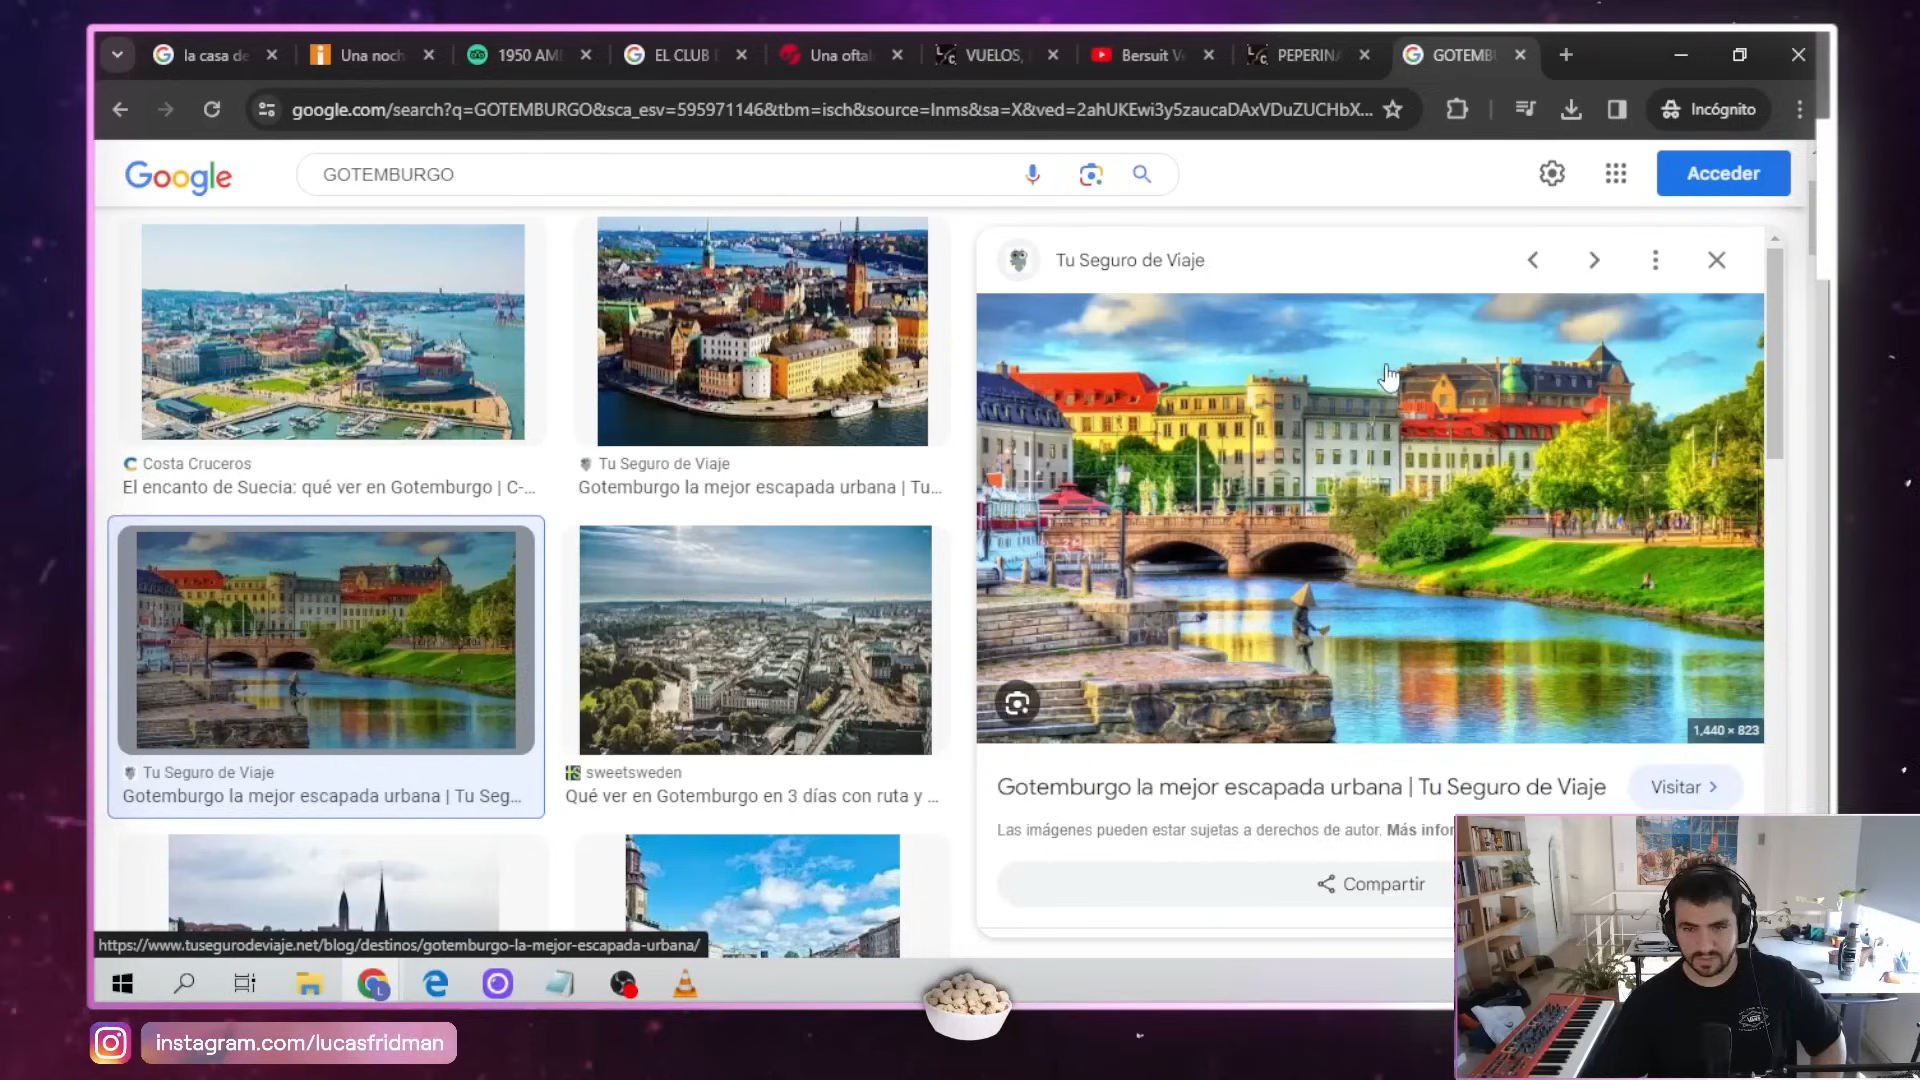 la casa de
Una noch
1950 AM
EL CLUB
Una oftal
VUELOS,
Bersuit V
PEPERINA
GOTEMBU
google.com/search?q=GOTEMBURGO&sca_esv=595971146&tbm=isch&source=lnms&sa=X&ved=2ahUKEwi3y5zaucaDAxVDuZUCHbX...
Incógnito
Google
GOTEMBURGO
Acceder
Costa Cruceros
El encanto de Suecia: qué ver en Gotemburgo | C-...
Tu Seguro de Viaje
Gotemburgo la mejor escapada urbana | Tu...
Tu Seguro de Viaje
Gotemburgo la mejor escapada urbana | Tu Seg...
sweetsweden
Qué ver en Gotemburgo en 3 días con ruta y ...
Tu Seguro de Viaje
1,440 × 823
Gotemburgo la mejor escapada urbana | Tu Seguro de Viaje
Visitar
Las imágenes pueden estar sujetas a derechos de autor. Más infor
Compartir
https://www.tusegurodeviaje.net/blog/destinos/gotemburgo-la-mejor-escapada-urbana/
instagram.com/lucasfridman